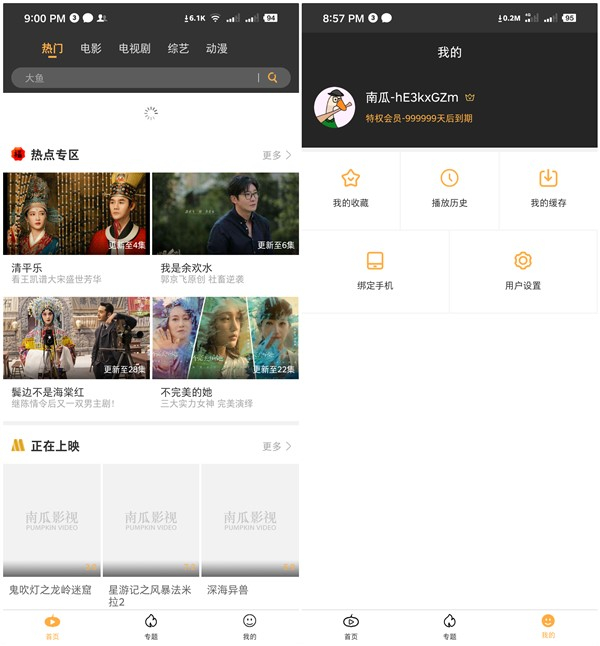 9:00 PM
3
6.1K
94
热门
电影
电视剧
综艺
动漫
大鱼
热点专区
更多
更新至4集
更新至6集
清平乐
看王凯谱大宋盛世芳华
我是余欢水
郭京飞原创 社畜逆袭
更新至28集
更新至22集
鬓边不是海棠红
继陈情令后又一双男主剧!
不完美的她
三大实力女神 完美演绎
正在上映
更多
南瓜影视
PUMPKIN VIDEO
南瓜影视
PUMPKIN VIDEO
南瓜影视
PUMPKIN VIDEO
鬼吹灯之龙岭迷窟
星游记之风暴法米
拉2
深海异兽
首页
专题
我的
8:57 PM
3
0.2M
95
我的
南瓜-hE3kxGZm
特权会员-999999天后到期
我的收藏
播放历史
我的缓存
绑定手机
用户设置
首页
专题
我的